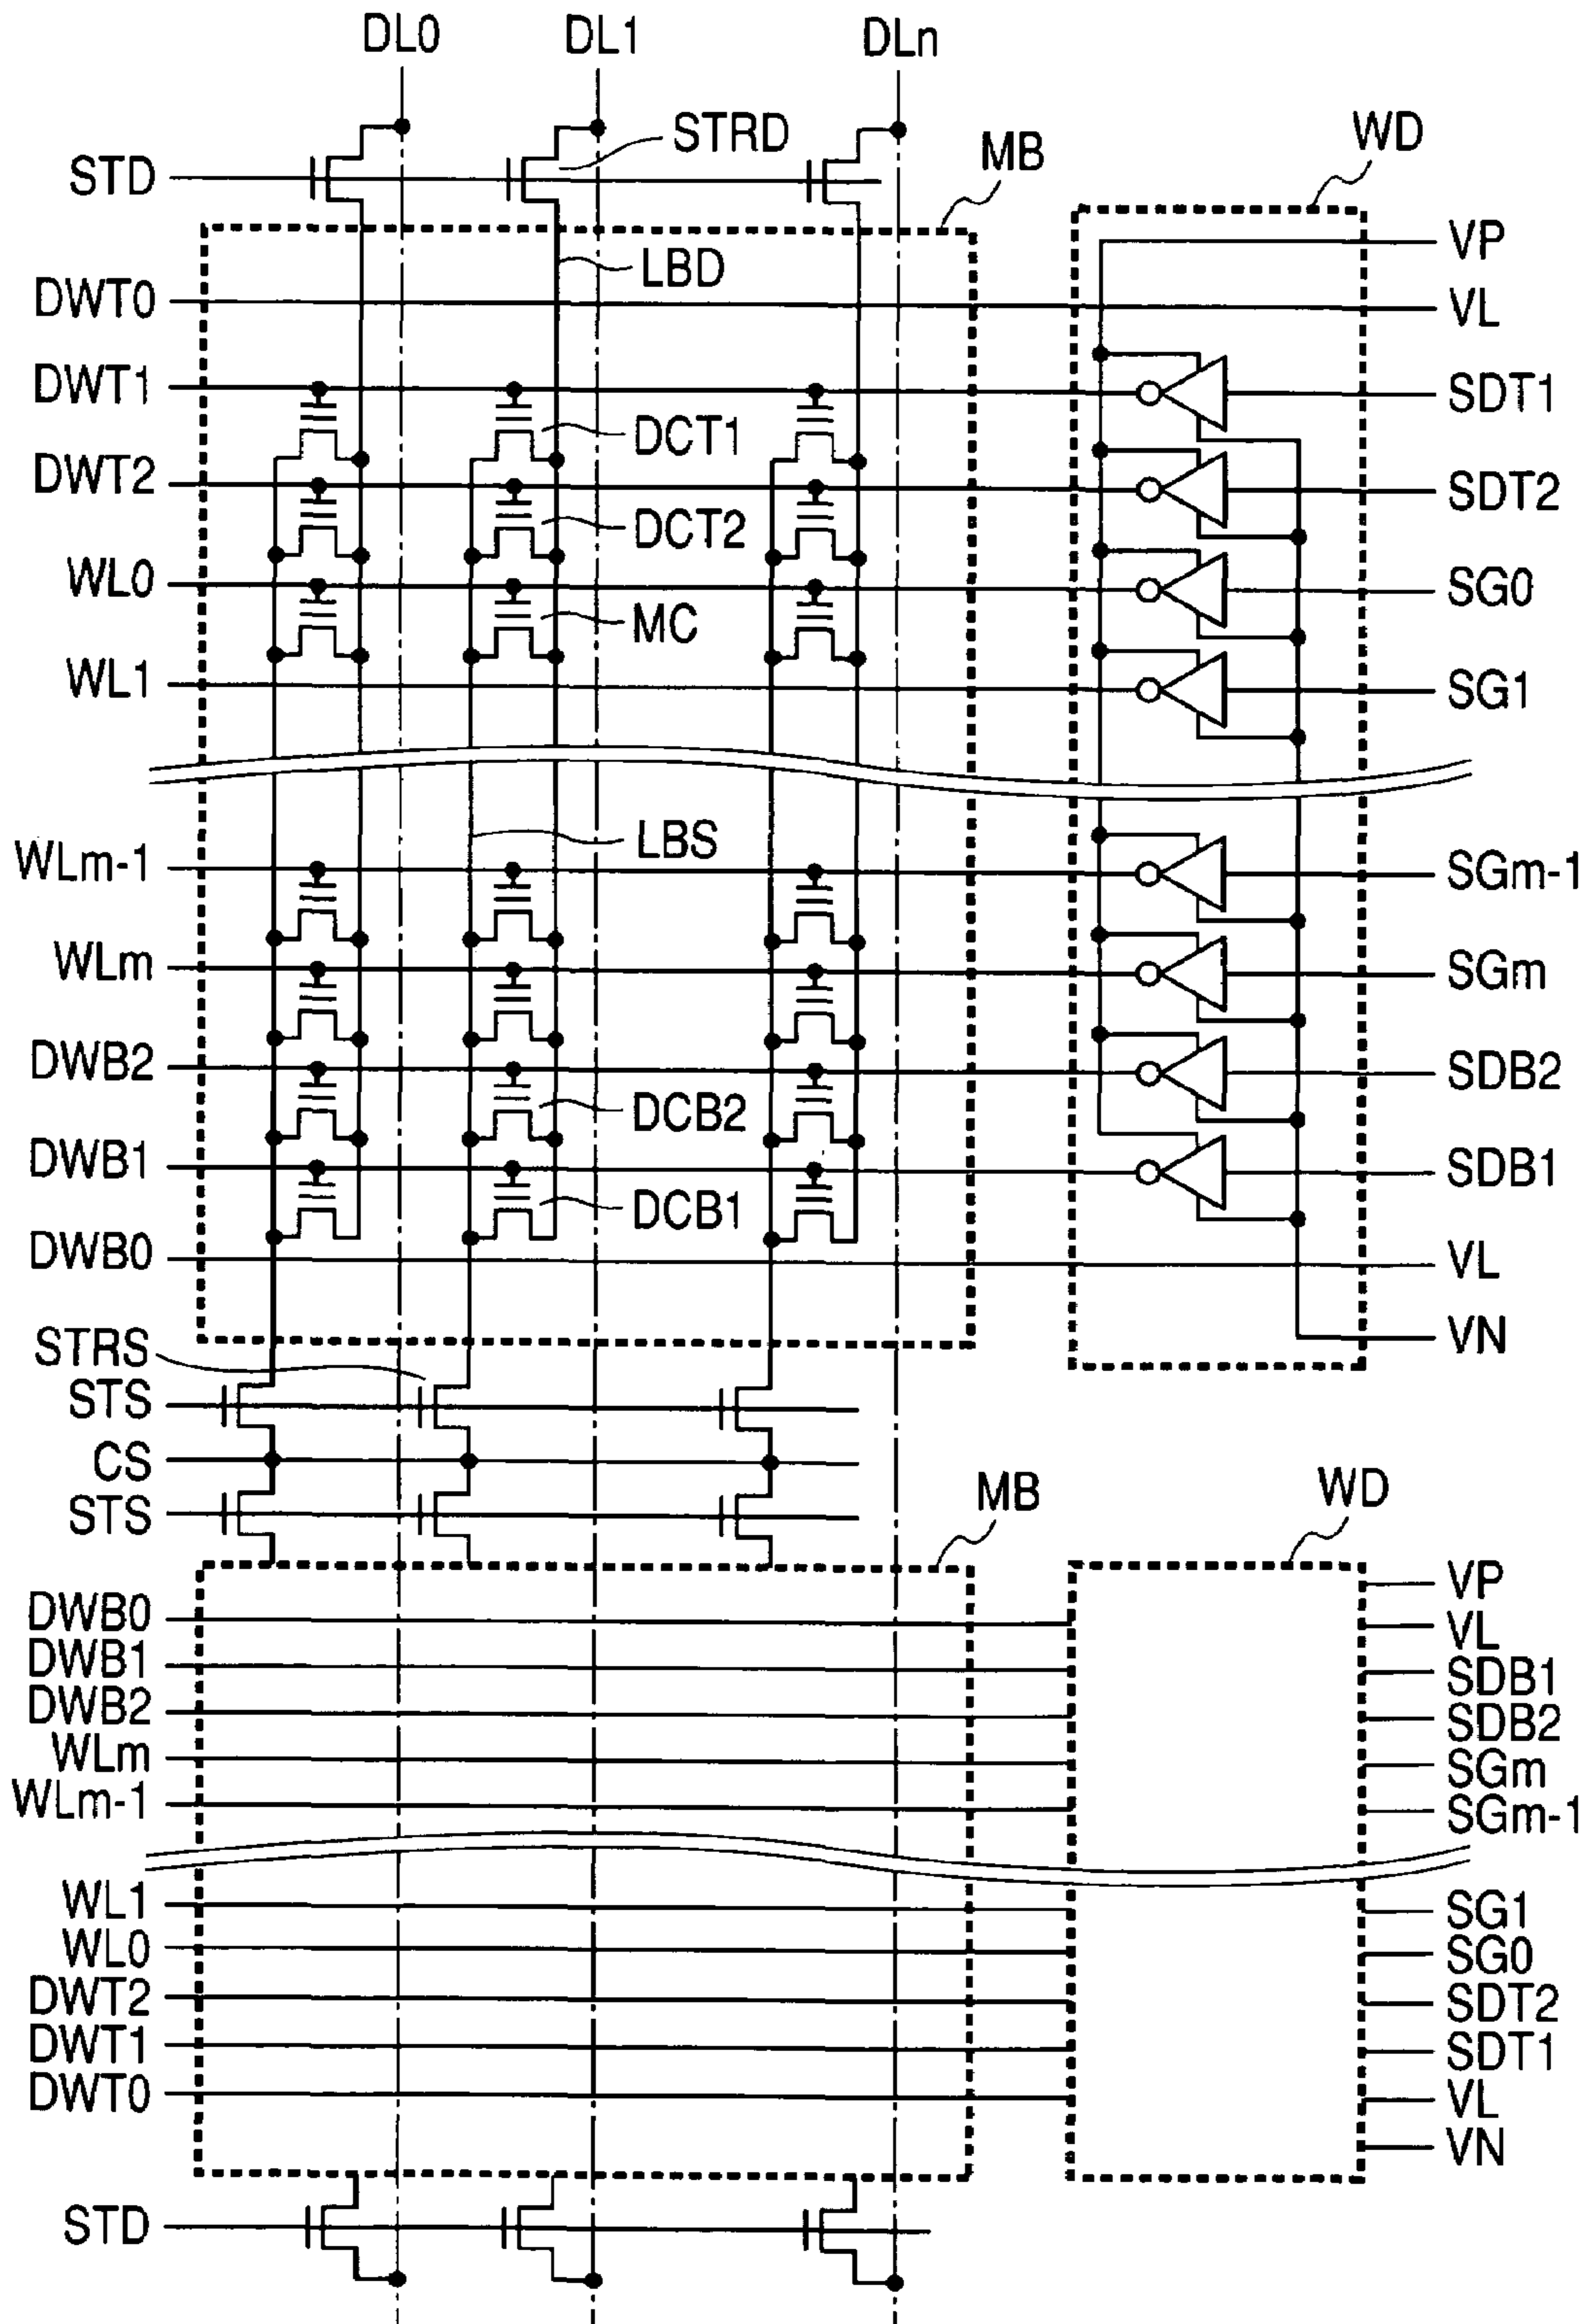 DL0 DL1 DLn
STRD MB WD
STD
VP
LBD
DWT0 VL
DWT1 SDT1
DCT1
DWT2 SDT2
DCT2
WL0 SG0
MC
WL1 SG1
LBS
WLm-1 SGm-1
WLm SGm
DWB2 SDB2
DCB2
DWB1 SDB1
DCB1
DWB0 VL
STRS VN
STS
CS
STS MB WD
VP
DWB0 VL
DWB1 SDB1
DWB2 SDB2
WLm SGm
WLm-1 SGm-1
WL1 SG1
WL0 SG0
DWT2 SDT2
DWT1 SDT1
DWT0 VL
VN
STD